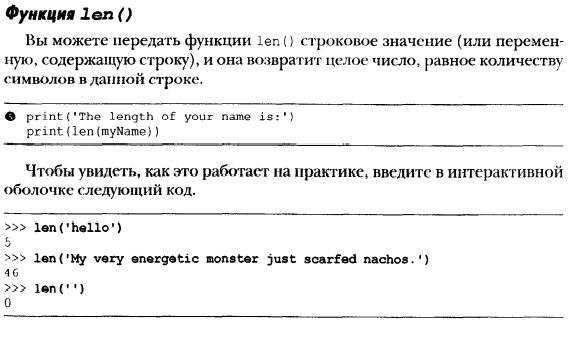 Функция len()
Вы можете передать функции len() строковое значение (или перемен-
ную, содержащую строку), и она возвратит целое число, равное количеству
символов в данной строке.
❺ print('The length of your name is:')
print(len(myName))
Чтобы увидеть, как это работает на практике, введите в интерактивной
оболочке следующий код.
>>> len('hello')
5
>>> len('My very energetic monster just scarfed nachos.')
46
>>> len('')
0